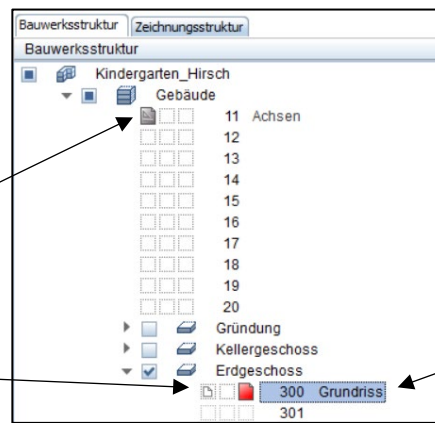 Bauwerksstruktur Zeichnungsstruktur
Bauwerksstruktur
Kindergarten_Hirsch
Gebäude
11 Achsen
12
13
14
15
16
17
18
19
20
Gründung
Kellergeschoss
Erdgeschoss
300 Grundriss
301